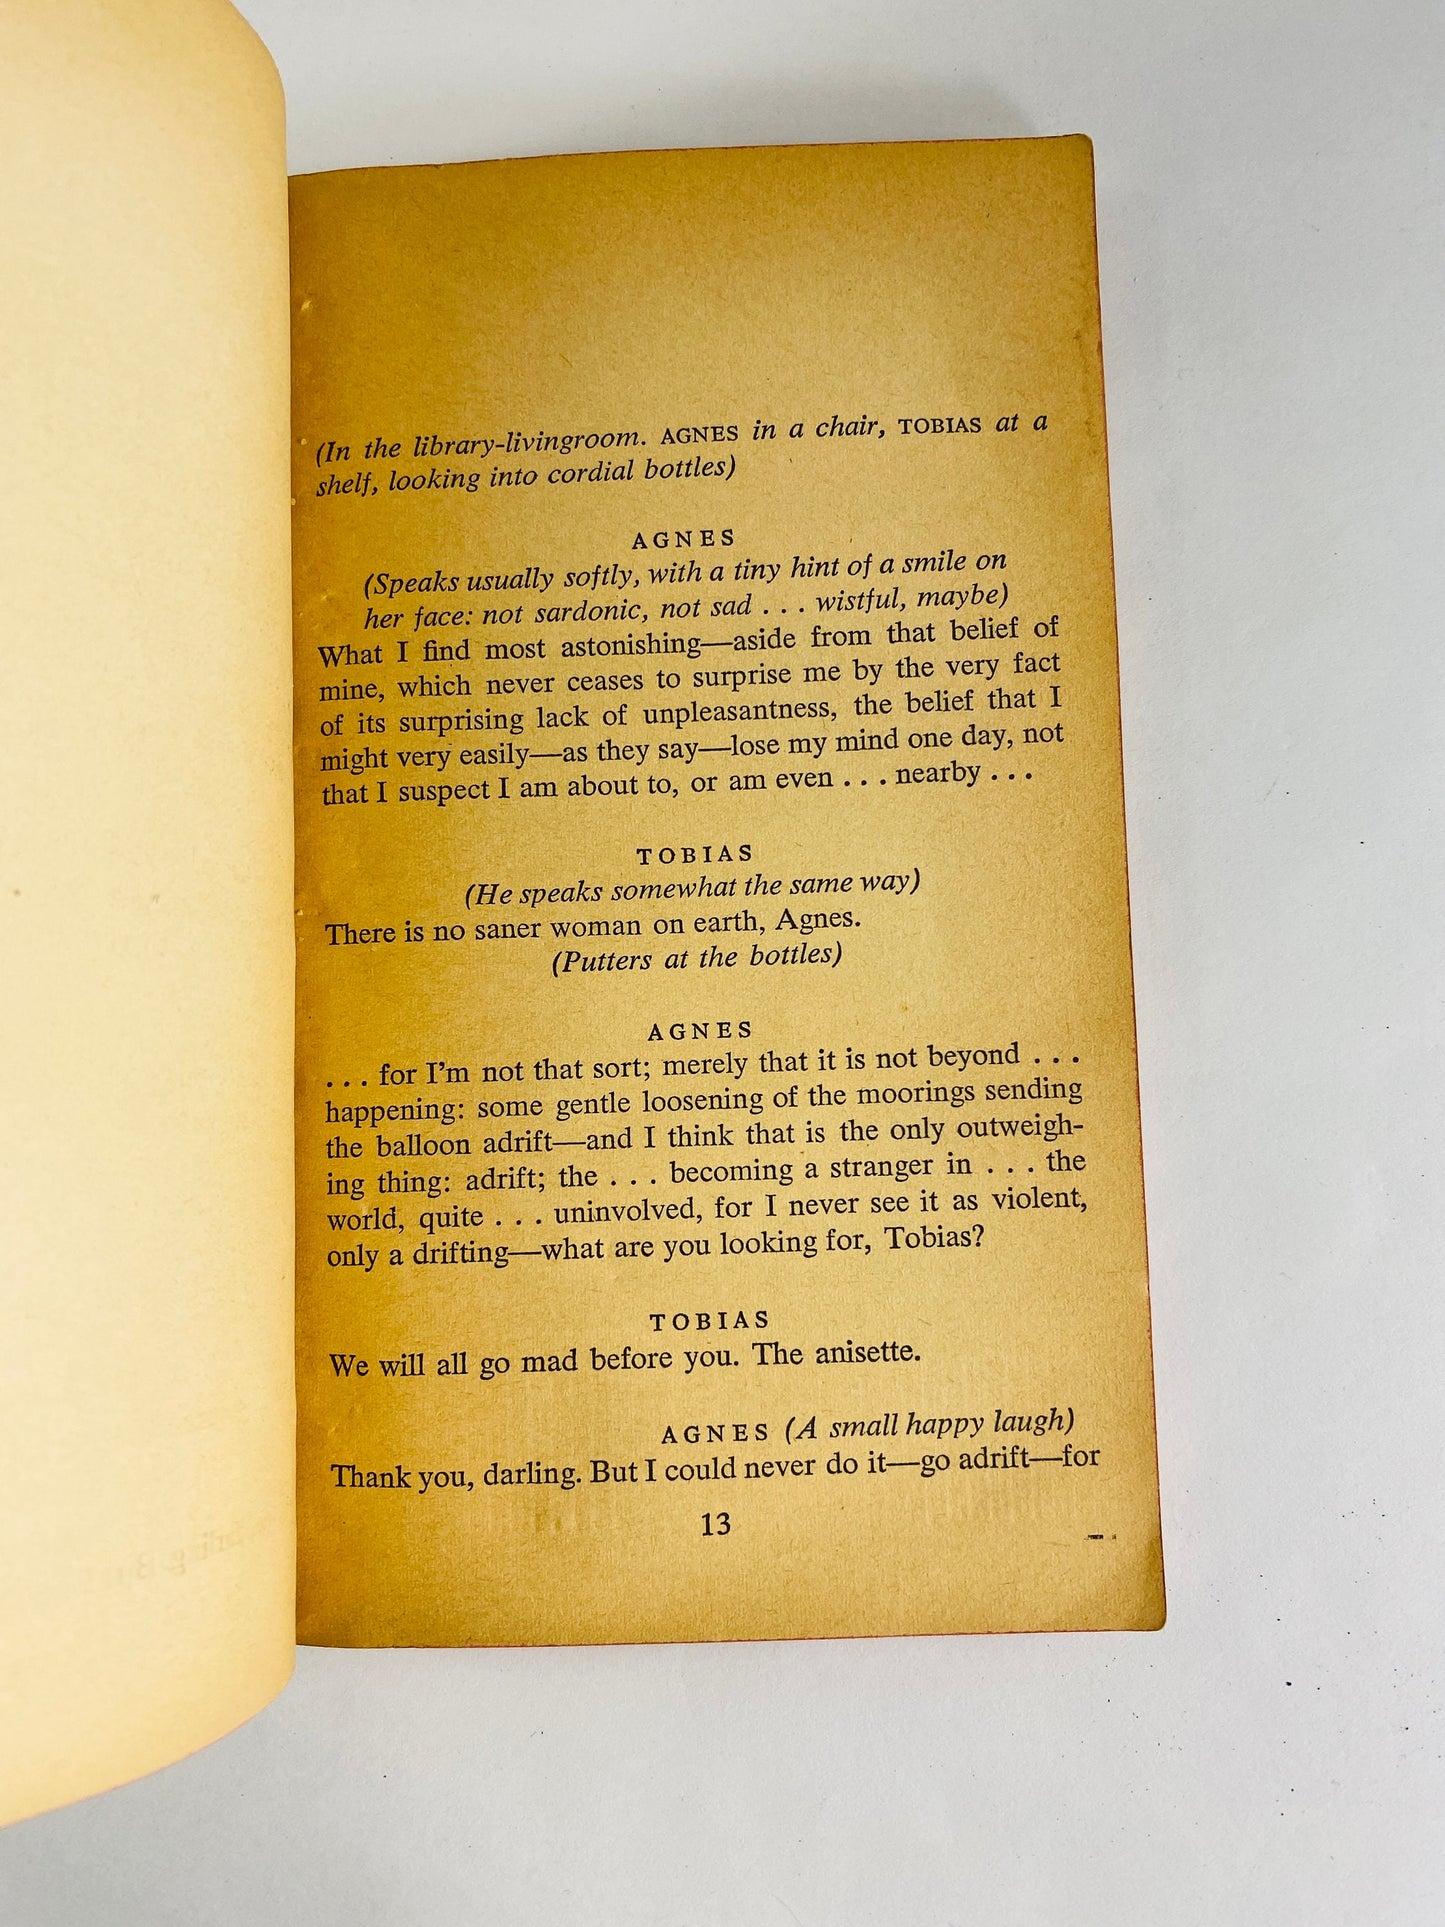 (In the library-livingroom. AGNES in a chair, TOBIAS at a
shelf, looking into cordial bottles)
AGNES
(Speaks usually softly, with a tiny hint of a smile on
her face: not sardonic, not sad . . . wistful, maybe)
What I find most astonishing—aside from that belief of
mine, which never ceases to surprise me by the very fact
of its surprising lack of unpleasantness, the belief that I
might very easily—as they say—lose my mind one day, not
that I suspect I am about to, or am even . . . nearby . . .
TOBIAS
(He speaks somewhat the same way)
There is no saner woman on earth, Agnes.
(Putters at the bottles)
AGNES
. . . for I'm not that sort; merely that it is not beyond . . .
happening: some gentle loosening of the moorings sending
the balloon adrift—and I think that is the only outweigh-
ing thing: adrift; the . . . becoming a stranger in . . . the
world, quite . . . uninvolved, for I never see it as violent,
only a drifting—what are you looking for, Tobias?
TOBIAS
We will all go mad before you. The anisette.
AGNES (A small happy laugh)
Thank you, darling. But I could never do it—go adrift—for
13